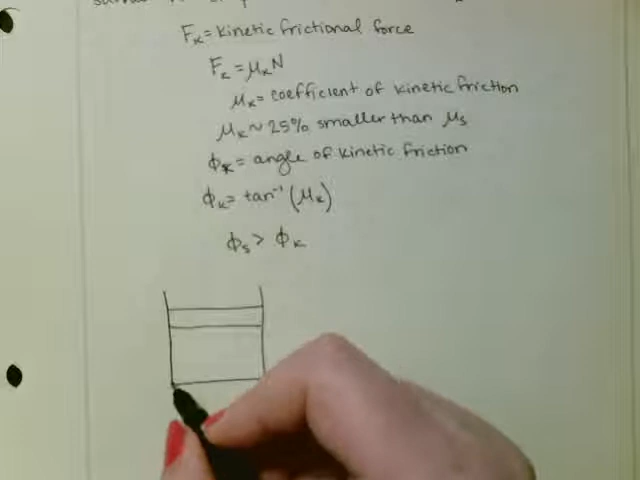 Fₖ = kinetic frictional force
Fₖ = μₖN
μₖ = coefficient of kinetic friction
μₖ ~ 25% smaller than μₛ
ϕₖ = angle of kinetic friction
ϕₖ = tan⁻¹ (μₖ)
ϕₛ > ϕₖ